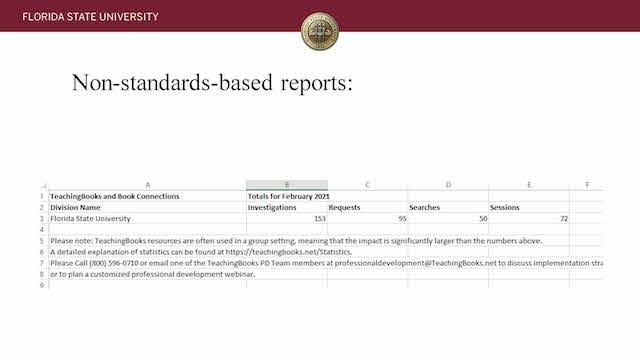 FLORIDA STATE UNIVERSITY
Non-standards-based reports:
A B C D E F
1 TeachingBooks and Book Connections Totals for February 2021
2 Division Name Investigations Requests Searches Sessions
3 Florida State University 153 95 50 72
4
5 Please note: TeachingBooks resources are often used in a group setting, meaning that the impact is significantly larger than the numbers above.
6 A detailed explanation of statistics can be found at https://teachingbooks.net/Statistics.
7 Please Call (800) 596-0710 or email one of the TeachingBooks PD Team members at professionaldevelopment@TeachingBooks.net to discuss implementation stra
8 or to plan a customized professional development webinar.
9